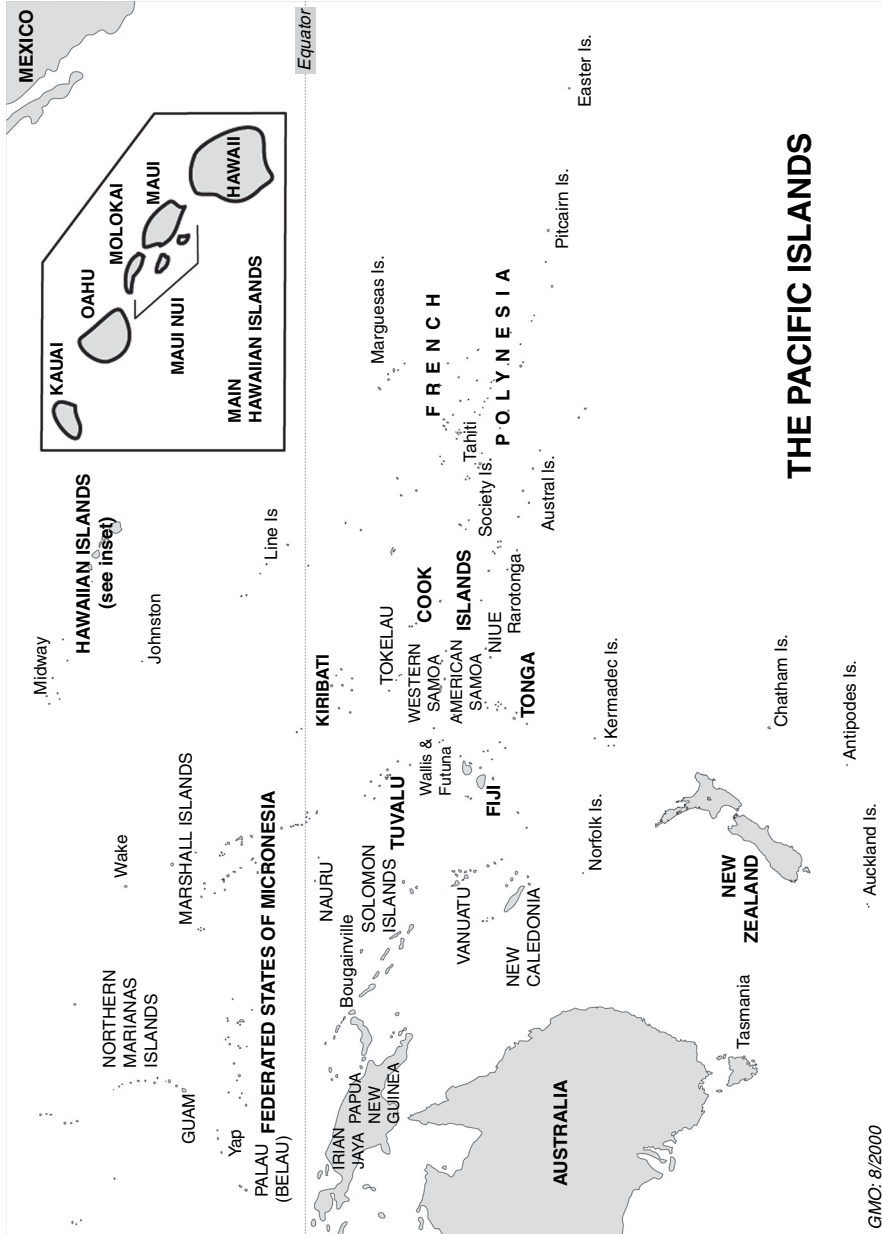 MEXICO
Midway
HAWAIIAN ISLANDS
(see inset)
KAUAI
OAHU
MOLOKAI
MAUI
HAWAII
MAUI NUI
MAIN
HAWAIIAN ISLANDS
NORTHERN
MARIANAS
ISLANDS
Wake
Johnston
GUAM
MARSHALL ISLANDS
Yap
PALAU
(BELAU)
FEDERATED STATES OF MICRONESIA
Line Is
Equator
NAURU
KIRIBATI
IRIAN
JAYA
PAPUA
NEW
GUINEA
Bougainville
SOLOMON
ISLANDS
TUVALU
TOKELAU
Marguesas Is.
WESTERN
SAMOA
COOK
ISLANDS
FRENCH
POLYNESIA
Wallis &
Futuna
AMERICAN
SAMOA
Tahiti
Society Is.
VANUATU
FIJI
NIUE
Rarotonga
NEW
CALEDONIA
TONGA
Austral Is.
Pitcairn Is.
Easter Is.
AUSTRALIA
Norfolk Is.
Kermadec Is.
NEW
ZEALAND
Tasmania
Chatham Is.
THE PACIFIC ISLANDS
Antipodes Is.
Auckland Is.
GMO: 8/2000